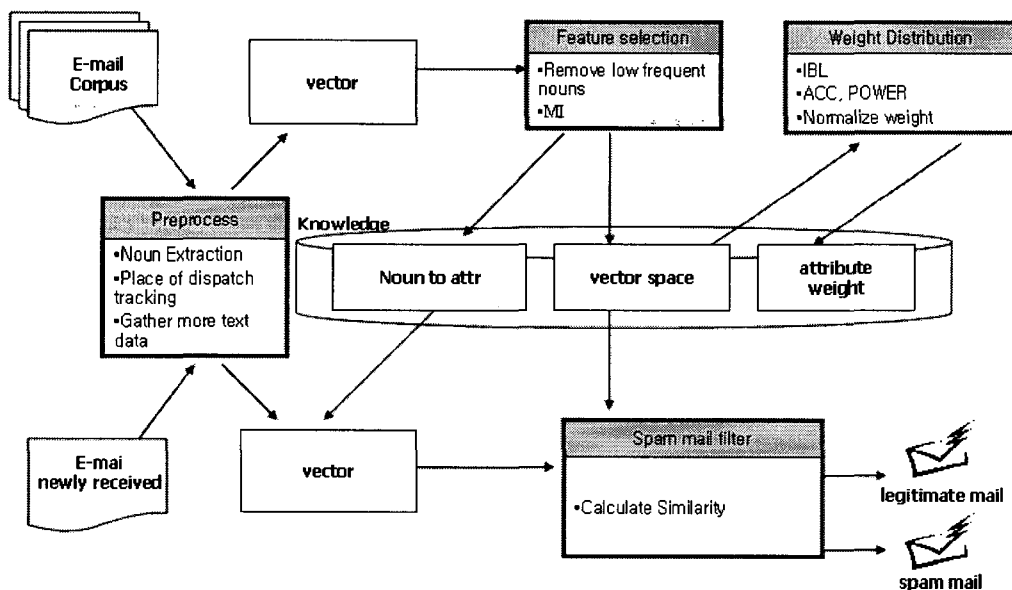 E-mail
Corpus
vector
Feature selection
•Remove low frequent
nouns
•MI
Weight Distribution
•IBL
•ACC, POWER
•Normalize weight
Preprocess
•Noun Extraction
•Place of dispatch
tracking
•Gather more text
data
Knowledge
Noun to attr
vector space
attribute
weight
E-mai
newly received
vector
Spam mail filter
•Calculate Similarity
legitimate mail
spam mail